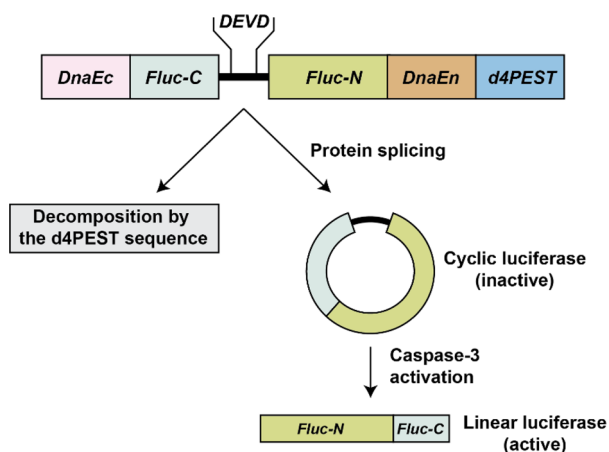 DEVD
DnaEc Fluc-C Fluc-N DnaEn d4PEST
Protein splicing
Decomposition by
the d4PEST sequence
Cyclic luciferase
(inactive)
Caspase-3
activation
Fluc-N Fluc-C
Linear luciferase
(active)